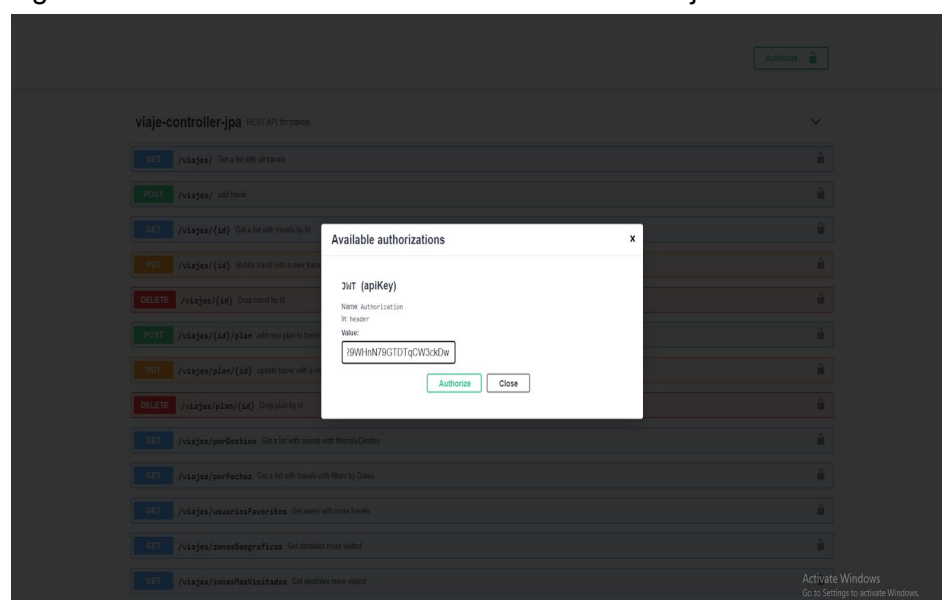 Authorize
viaje-controller-jpa REST API for travels
GET /viajes/ Get a list with all travels
POST /viajes/ add travel
GET /viajes/{id} Get a list with travels by id
PUT /viajes/{id} update travel with a new
DELETE /viajes/{id} Drop travel by id
POST /viajes/{id}/plan add new plan to travel
PUT /viajes/plan/{id} update travel with a
DELETE /viajes/plan/{id} Drop plan by id
GET /viajes/porDestino Get a list with travels with filtersByDestiny
GET /viajes/porFechas Get a list with travels with filters by Dates
GET /viajes/usuariosFavoritos Get users with more travels
GET /viajes/zonasGeograficas Get destinies more visited
GET /viajes/zonasMasVisitadas Get destinies more visited
Available authorizations
x
JWT (apiKey)
Name: Authorization
In: header
Value:
29WHnN79GTDTqCW3ckDw
Authorize Close
Activate Windows
Go to Settings to activate Windows.